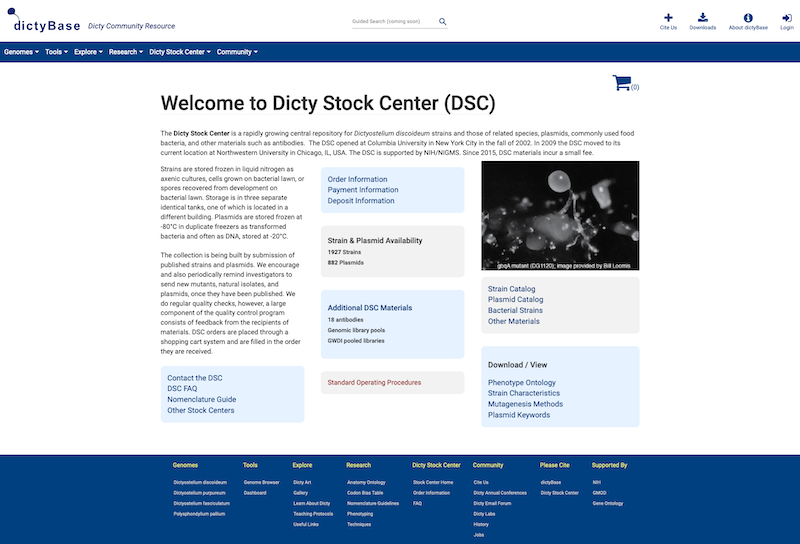 dictyBase Dicty Community Resource
Guided Search (coming soon)
Cite Us Downloads About dictyBase Login
Genomes Tools Explore Research Dicty Stock Center Community
(0)
Welcome to Dicty Stock Center (DSC)
The Dicty Stock Center is a rapidly growing central repository for Dictyostelium discoideum strains and those of related species, plasmids, commonly used food
bacteria, and other materials such as antibodies. The DSC opened at Columbia University in New York City in the fall of 2002. In 2009 the DSC moved to its
current location at Northwestern University in Chicago, IL, USA. The DSC is supported by NIH/NIGMS. Since 2015, DSC materials incur a small fee.
Strains are stored frozen in liquid nitrogen as
axenic cultures, cells grown on bacterial lawn, or
spores recovered from development on
bacterial lawn. Storage is in three separate
identical tanks, one of which is located in a
different building. Plasmids are stored frozen at
-80°C in duplicate freezers as transformed
bacteria and often as DNA, stored at -20°C.
The collection is being built by submission of
published strains and plasmids. We encourage
and also periodically remind investigators to
send new mutants, natural isolates, and
plasmids, once they have been published. We
do regular quality checks, however, a large
component of the quality control program
consists of feedback from the recipients of
materials. DSC orders are placed through a
shopping cart system and are filled in the order
they are received.
Contact the DSC
DSC FAQ
Nomenclature Guide
Other Stock Centers
Order Information
Payment Information
Deposit Information
Strain & Plasmid Availability
1927 Strains
882 Plasmids
Additional DSC Materials
18 antibodies
Genomic library pools
GWDI pooled libraries
Standard Operating Procedures
gbqA mutant (DG1120); image provided by Bill Loomis
Strain Catalog
Plasmid Catalog
Bacterial Strains
Other Materials
Download / View
Phenotype Ontology
Strain Characteristics
Mutagenesis Methods
Plasmid Keywords
Genomes
Dictyostelium discoideum
Dictyostelium purpureum
Dictyostelium fasciculatum
Polysphondylium pallium
Tools
Genome Browser
Dashboard
Explore
Dicty Art
Gallery
Learn About Dicty
Teaching Protocols
Useful Links
Research
Anatomy Ontology
Codon Bias Table
Nomenclature Guidelines
Phenotyping
Techniques
Dicty Stock Center
Stock Center Home
Order Information
FAQ
Community
Cite Us
Dicty Annual Conferences
Dicty Email Forum
Dicty Labs
History
Jobs
Please Cite
dictyBase
Dicty Stock Center
Supported By
NIH
GMOD
Gene Ontology